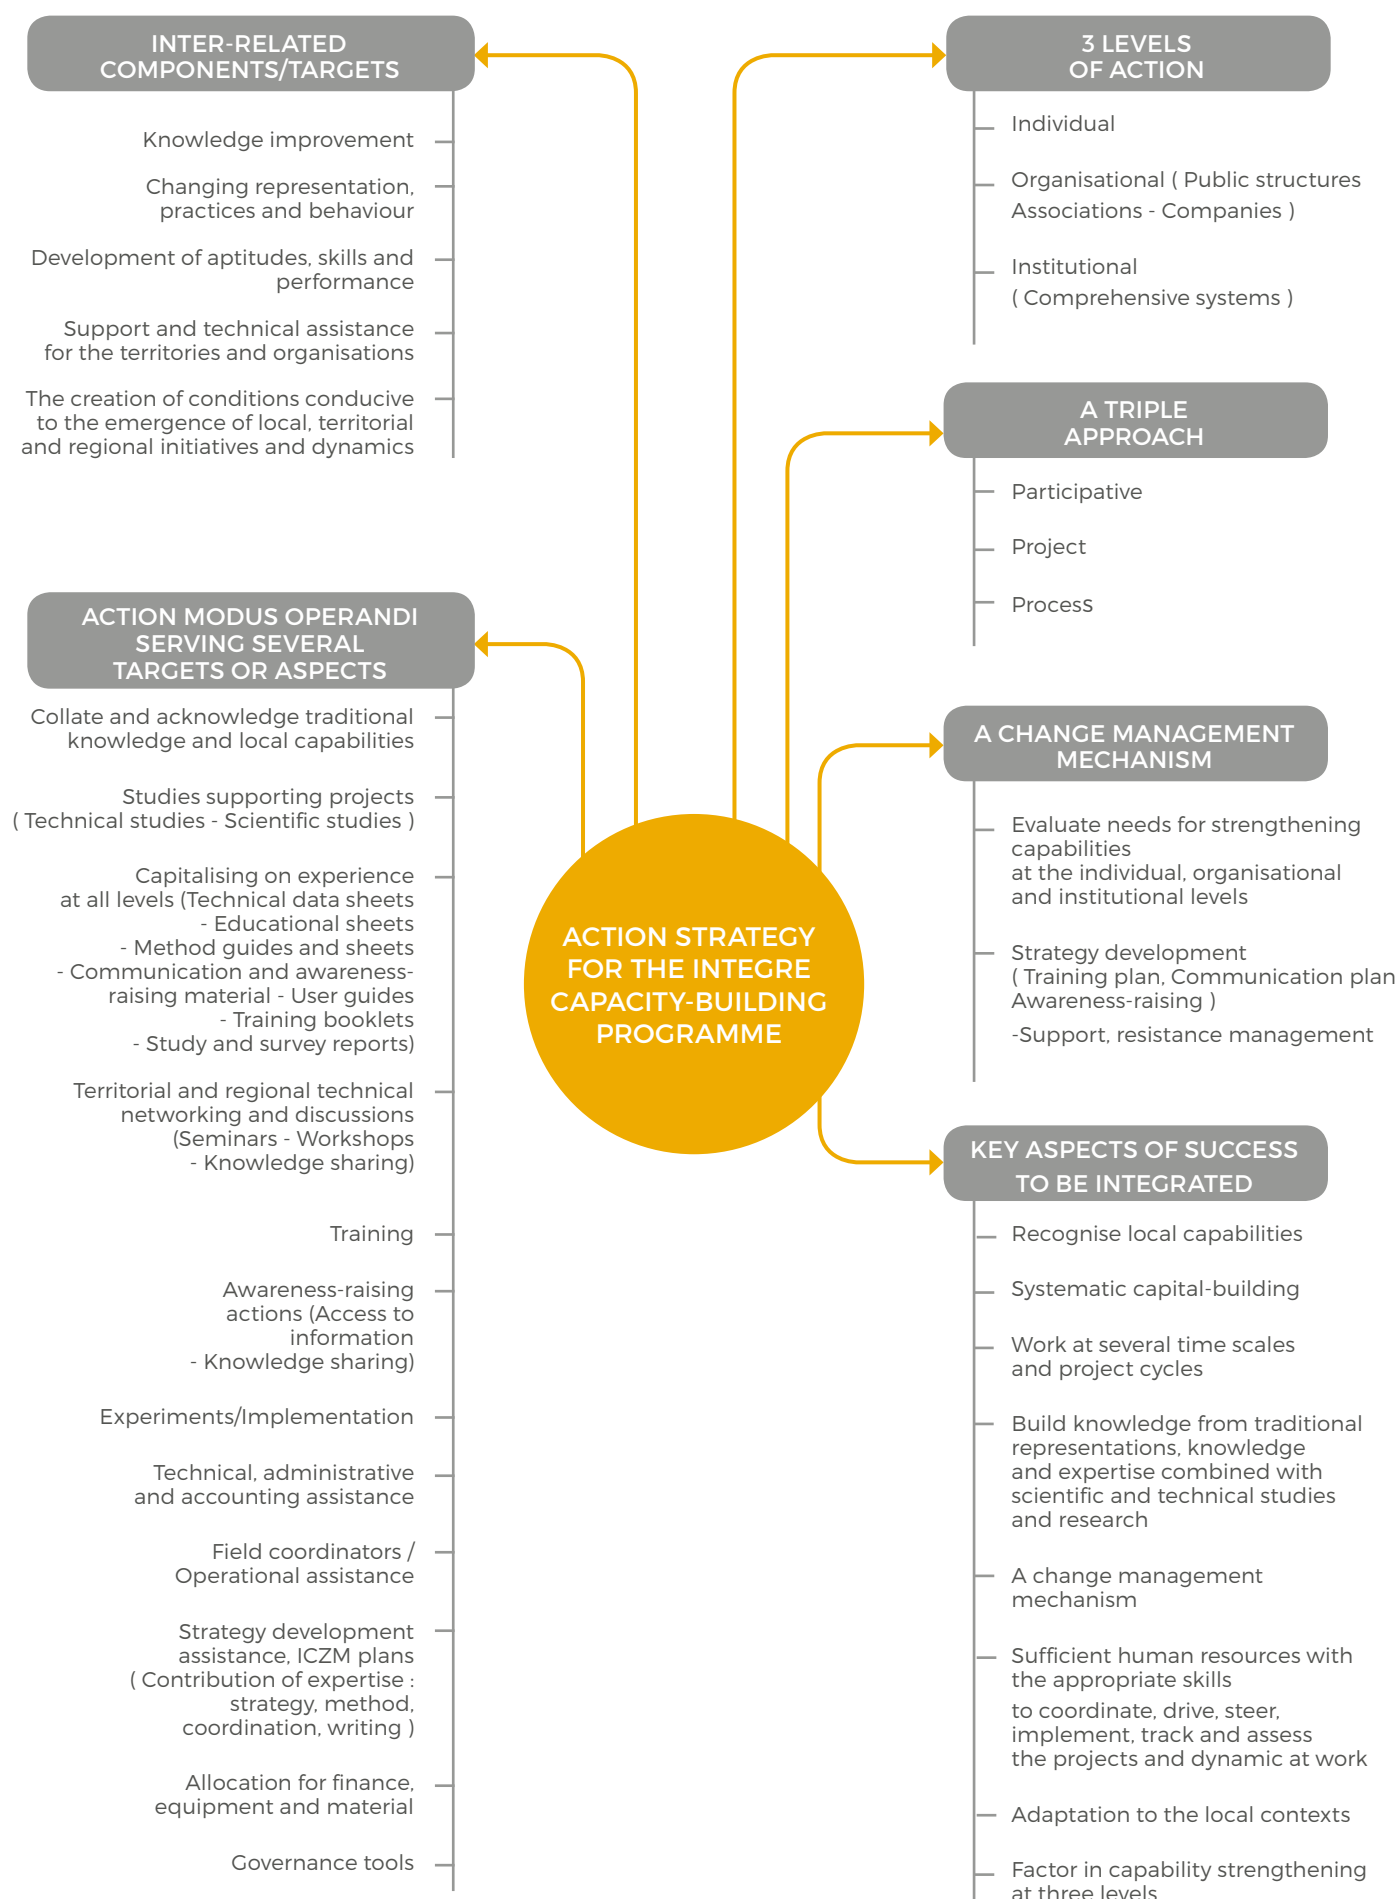 INTER-RELATED
COMPONENTS/TARGETS
Knowledge improvement
Changing representation,
practices and behaviour
Development of aptitudes, skills and
performance
Support and technical assistance
for the territories and organisations
The creation of conditions conducive
to the emergence of local, territorial
and regional initiatives and dynamics
ACTION MODUS OPERANDI
SERVING SEVERAL
TARGETS OR ASPECTS
Collate and acknowledge traditional
knowledge and local capabilities
Studies supporting projects
( Technical studies - Scientific studies )
Capitalising on experience
at all levels (Technical data sheets
- Educational sheets
- Method guides and sheets
- Communication and awareness-
raising material - User guides
- Training booklets
- Study and survey reports)
Territorial and regional technical
networking and discussions
(Seminars - Workshops
- Knowledge sharing)
Training
Awareness-raising
actions (Access to
information
- Knowledge sharing)
Experiments/Implementation
Technical, administrative
and accounting assistance
Field coordinators /
Operational assistance
Strategy development
assistance, ICZM plans
( Contribution of expertise :
strategy, method,
coordination, writing )
Allocation for finance,
equipment and material
Governance tools
ACTION STRATEGY
FOR THE INTEGRE
CAPACITY-BUILDING
PROGRAMME
3 LEVELS
OF ACTION
Individual
Organisational ( Public structures
Associations - Companies )
Institutional
( Comprehensive systems )
A TRIPLE
APPROACH
Participative
Project
Process
A CHANGE MANAGEMENT
MECHANISM
Evaluate needs for strengthening
capabilities
at the individual, organisational
and institutional levels
Strategy development
( Training plan, Communication plan
Awareness-raising )
-Support, resistance management
KEY ASPECTS OF SUCCESS
TO BE INTEGRATED
Recognise local capabilities
Systematic capital-building
Work at several time scales
and project cycles
Build knowledge from traditional
representations, knowledge
and expertise combined with
scientific and technical studies
and research
A change management
mechanism
Sufficient human resources with
the appropriate skills
to coordinate, drive, steer,
implement, track and assess
the projects and dynamic at work
Adaptation to the local contexts
Factor in capability strengthening
at three levels